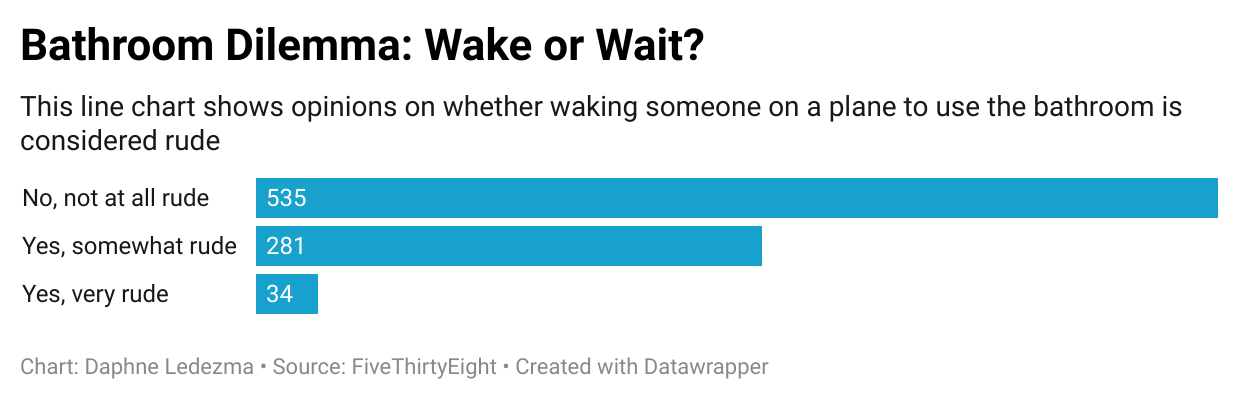 Bathroom Dilemma: Wake or Wait?
This line chart shows opinions on whether waking someone on a plane to use the bathroom is
considered rude
No, not at all rude 535
Yes, somewhat rude 281
Yes, very rude 34
Chart: Daphne Ledezma • Source: FiveThirtyEight • Created with Datawrapper